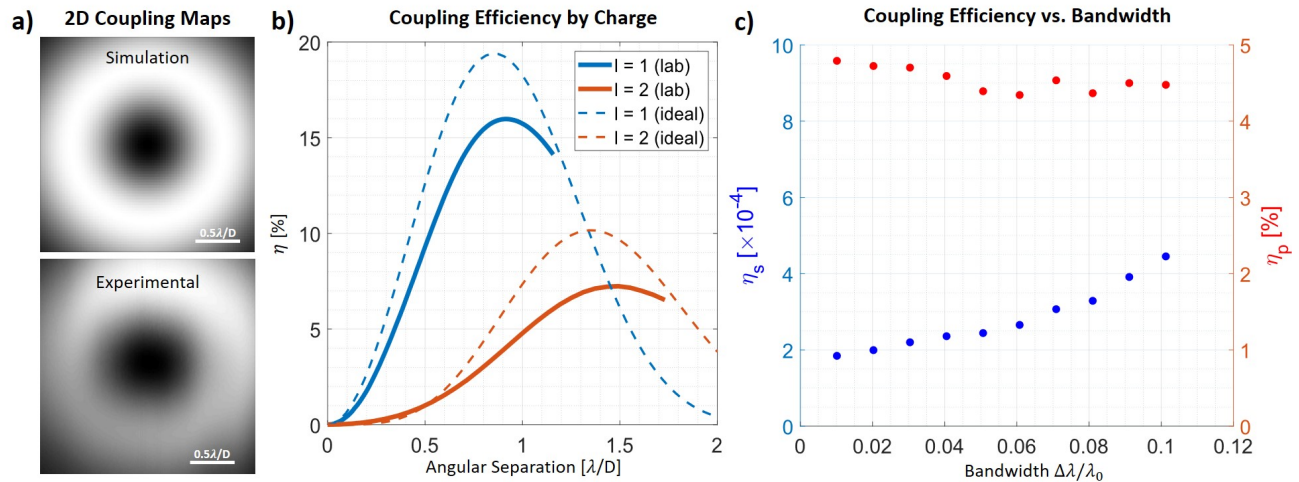 a) 2D Coupling Maps
Simulation
0.5λ/D
Experimental
0.5λ/D
b) Coupling Efficiency by Charge
20
15
10
5
0
η [%]
0 0.5 1 1.5 2
Angular Separation [λ/D]
l = 1 (lab)
l = 2 (lab)
l = 1 (ideal)
l = 2 (ideal)
c) Coupling Efficiency vs. Bandwidth
10
8
6
4
2
0
ηs [×10⁻⁴]
5
4
3
2
1
0
ηp [%]
0 0.02 0.04 0.06 0.08 0.1 0.12
Bandwidth Δλ/λ₀